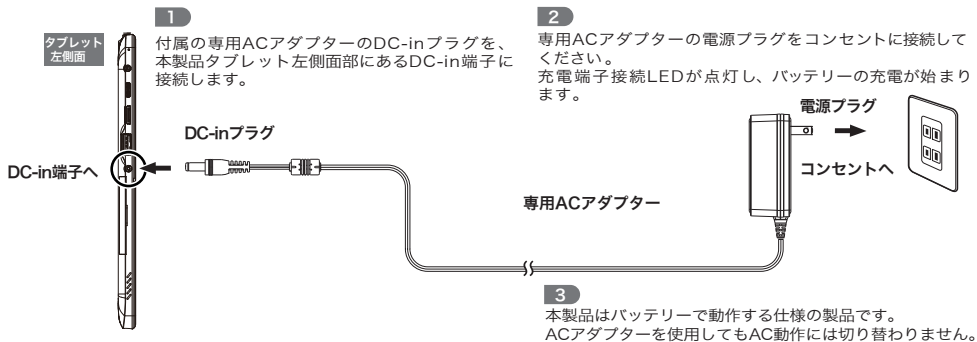 タブレット
左側面
1
付属の専用ACアダプターのDC-inプラグを、
本製品タブレット左側面部にあるDC-in端子に
接続します。
2
専用ACアダプターの電源プラグをコンセントに接続して
ください。
充電端子接続LEDが点灯し、バッテリーの充電が始まり
ます。
電源プラグ
DC-inプラグ
DC-in端子へ
コンセントへ
専用ACアダプター
3
本製品はバッテリーで動作する仕様の製品です。
ACアダプターを使用してもAC動作には切り替わりません。